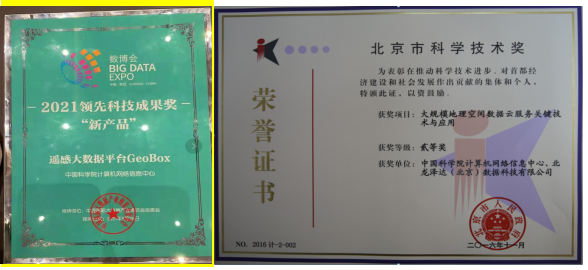 数博会
BIG DATA
EXPO
2021领先科技成果奖
“新产品”
遥感大数据平台GeoBox
中国科学院计算机网络信息中心
荣誉证书
北京市科学技术奖
为表彰在推动科学技术进步、对首都经
济建设和社会发展作出贡献的集体和个人，
特颁此证，以资鼓励。
获奖项目：大规模地理空间数据云服务关键技
术与应用
获奖等级：贰等奖
获奖单位：中国科学院计算机网络信息中心、北
龙泽达（北京）数据科技有限公司
北京市人民政府
二〇一六年十一月
NO. 2016 计-2-002